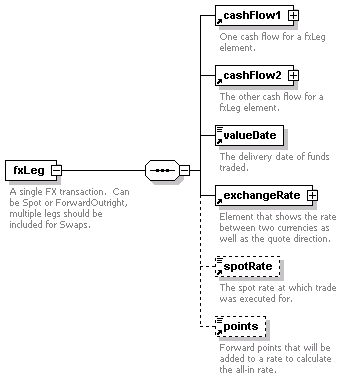 cashFlow1
One cash flow for a fxLeg
element.
cashFlow2
The other cash flow for a
fxLeg element.
valueDate
The delivery date of funds
traded.
fxLeg
A single FX transaction. Can
be Spot or ForwardOutright,
multiple legs should be
included for Swaps.
exchangeRate
Element that shows the rate
between two currencies as
well as the quote direction.
spotRate
The spot rate at which trade
was executed for.
points
Forward points that will be
added to a rate to calculate
the all-in rate.